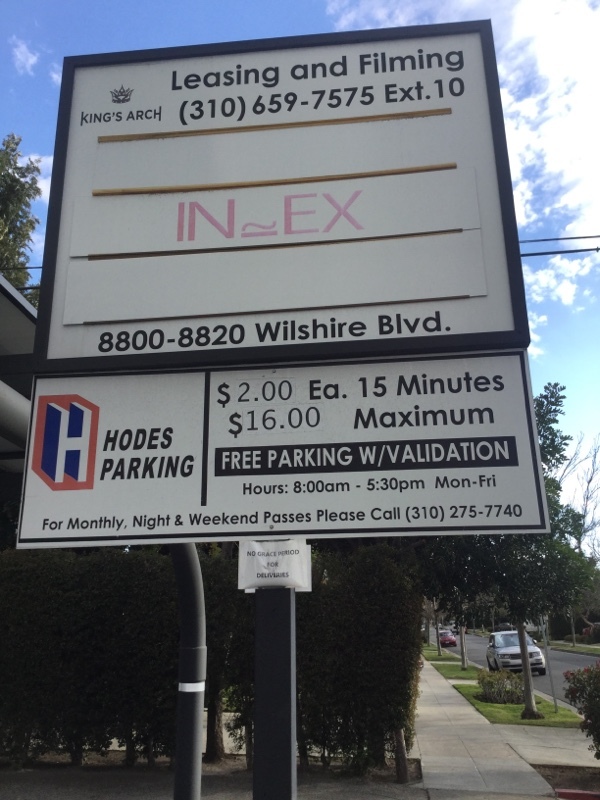 Leasing and Filming
KING'S ARCH (310) 659-7575 Ext.10
IN~EX
8800-8820 Wilshire Blvd.
HODES
PARKING
$2.00 Ea. 15 Minutes
$16.00 Maximum
FREE PARKING W/VALIDATION
Hours: 8:00am - 5:30pm Mon-Fri
For Monthly, Night & Weekend Passes Please Call (310) 275-7740
NO GRACE PERIOD
FOR
DELIVERIES